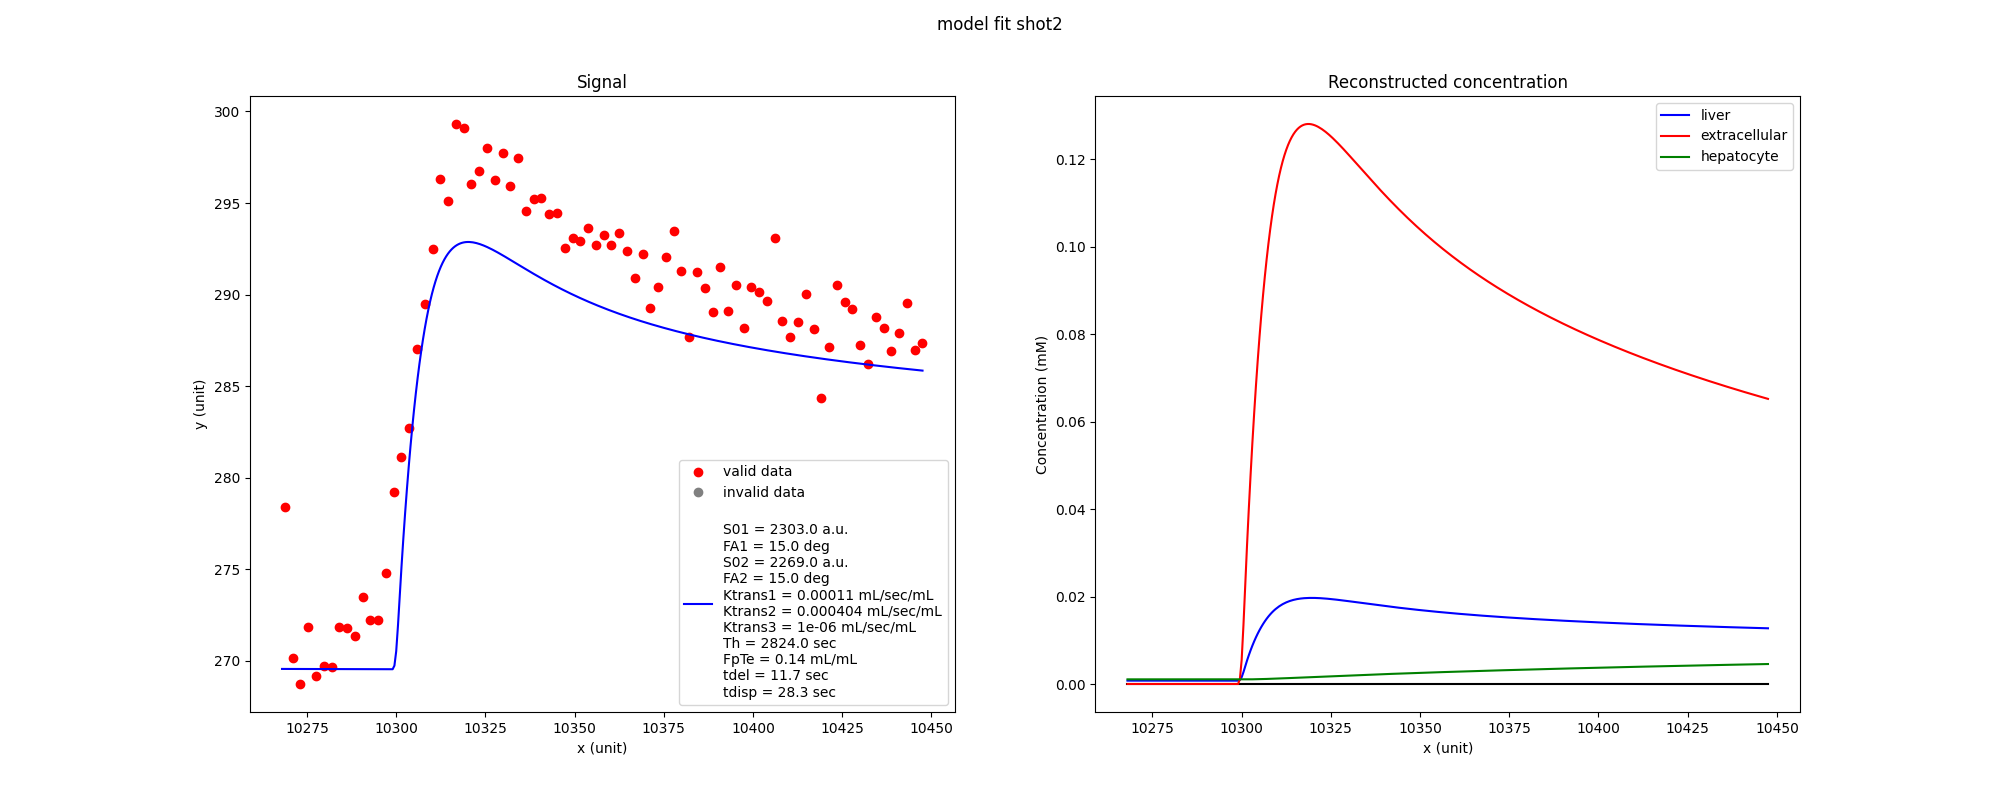 model fit shot2
Signal
y (unit)
300
295
290
285
280
275
270
valid data
invalid data
S01 = 2303.0 a.u.
FA1 = 15.0 deg
S02 = 2269.0 a.u.
FA2 = 15.0 deg
Ktrans1 = 0.00011 mL/sec/mL
Ktrans2 = 0.000404 mL/sec/mL
Ktrans3 = 1e-06 mL/sec/mL
Th = 2824.0 sec
FpTe = 0.14 mL/mL
tdel = 11.7 sec
tdisp = 28.3 sec
10275 10300 10325 10350 10375 10400 10425 10450
x (unit)
Reconstructed concentration
Concentration (mM)
0.12
0.10
0.08
0.06
0.04
0.02
0.00
liver
extracellular
hepatocyte
10275 10300 10325 10350 10375 10400 10425 10450
x (unit)